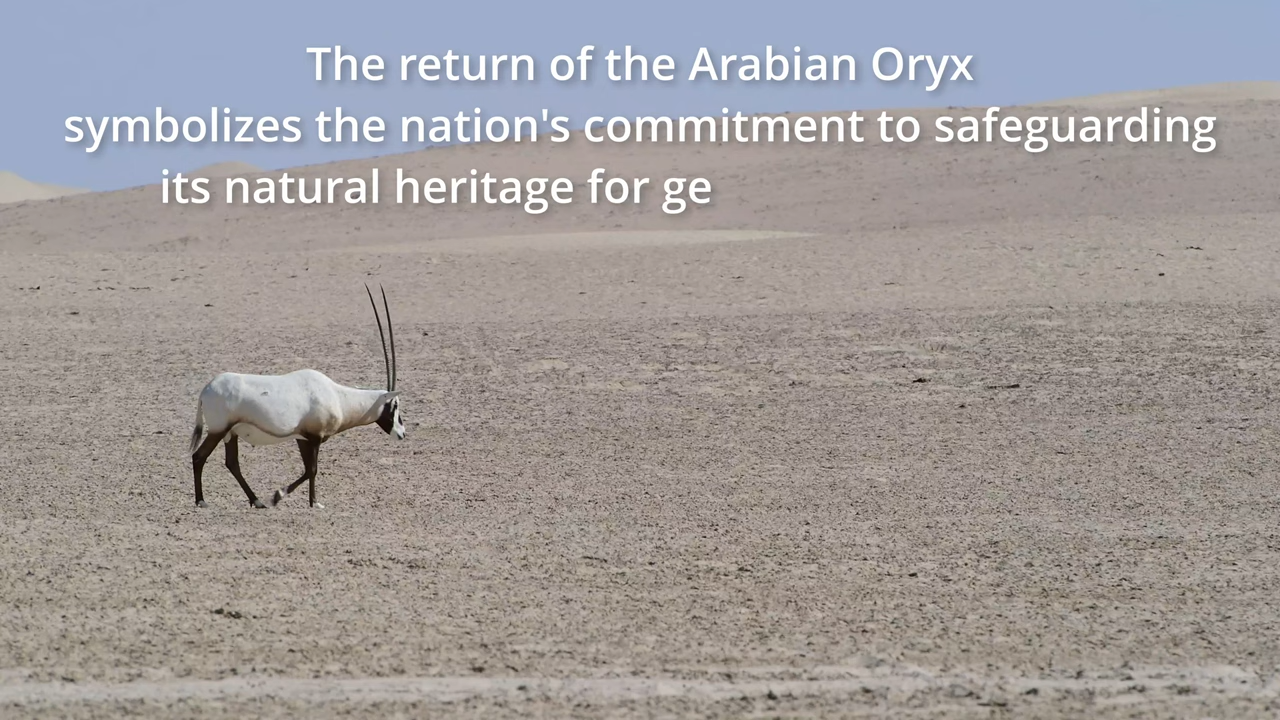 The return of the Arabian Oryx
symbolizes the nation's commitment to safeguarding
its natural heritage for ge